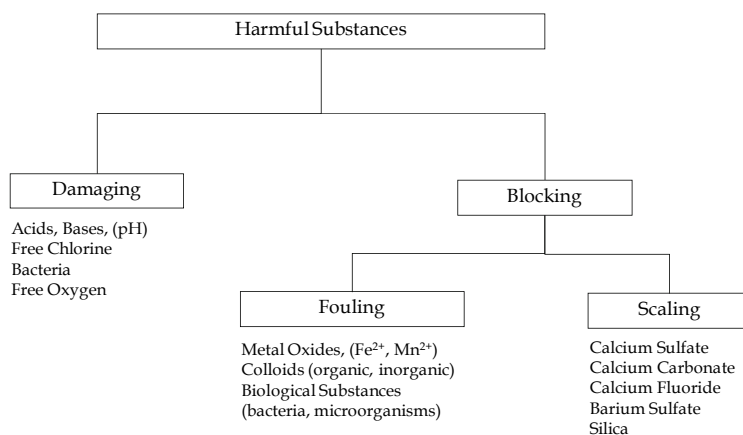 Harmful Substances
Damaging
Acids, Bases, (pH)
Free Chlorine
Bacteria
Free Oxygen
Blocking
Fouling
Metal Oxides, (Fe²⁺, Mn²⁺)
Colloids (organic, inorganic)
Biological Substances
(bacteria, microorganisms)
Scaling
Calcium Sulfate
Calcium Carbonate
Calcium Fluoride
Barium Sulfate
Silica